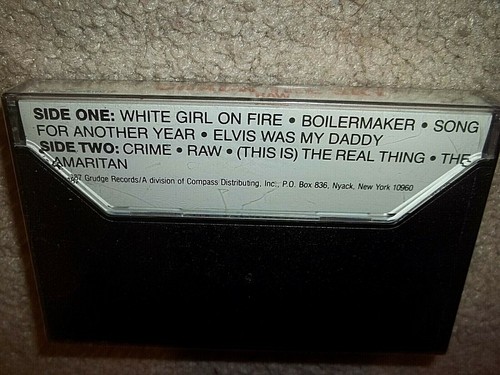 SIDE ONE: WHITE GIRL ON FIRE • BOILERMAKER • SONG
FOR ANOTHER YEAR • ELVIS WAS MY DADDY
SIDE TWO: CRIME • RAW • (THIS IS) THE REAL THING • THE
AMARITAN
Grudge Records/A division of Compass Distributing, Inc., P.O. Box 836, Nyack, New York 10960